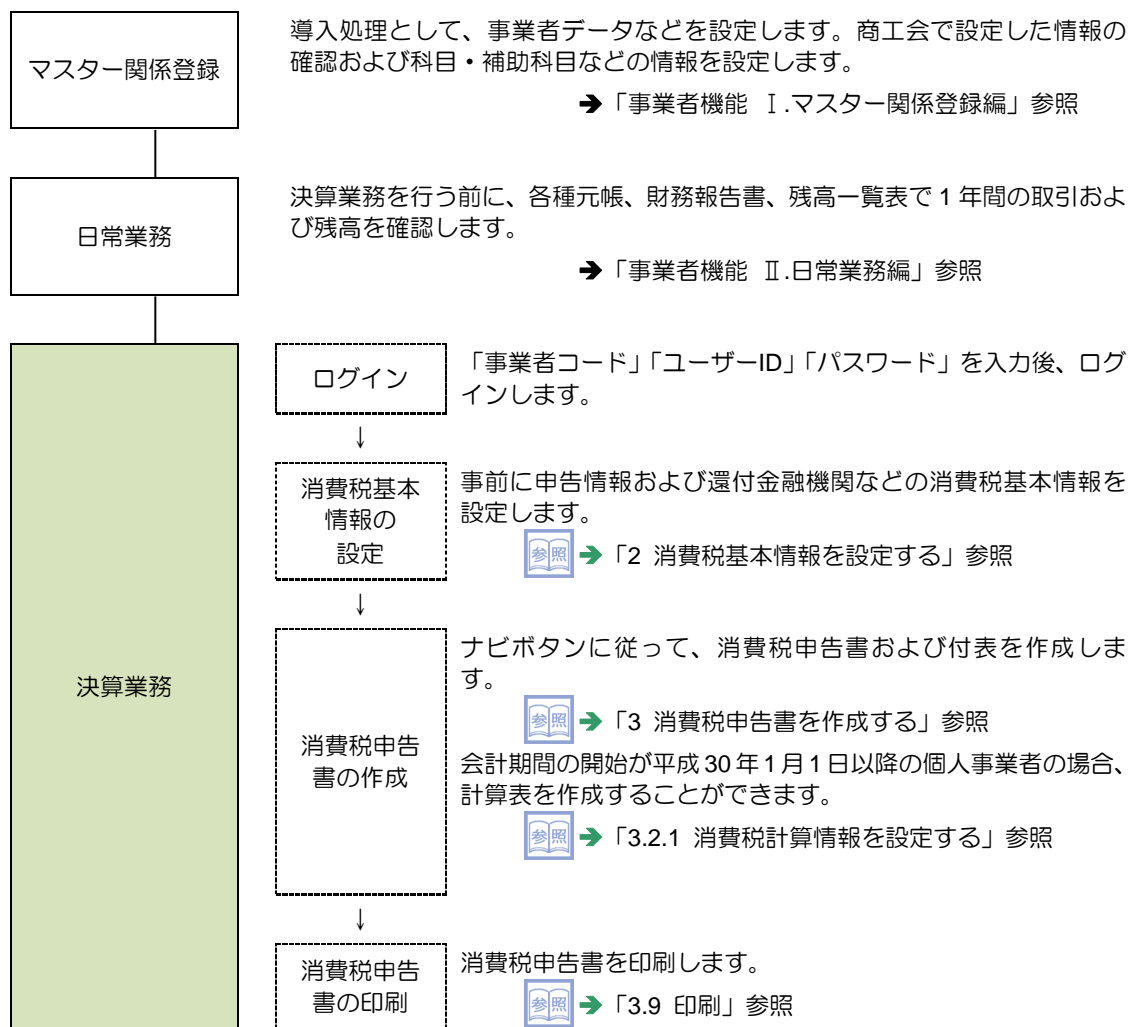 マスター関係登録
導入処理として、事業者データなどを設定します。商工会で設定した情報の
確認および科目・補助科目などの情報を設定します。
➔「事業者機能 Ⅰ.マスター関係登録編」参照
日常業務
決算業務を行う前に、各種元帳、財務報告書、残高一覧表で1年間の取引およ
び残高を確認します。
➔「事業者機能 Ⅱ.日常業務編」参照
決算業務
ログイン
「事業者コード」「ユーザーID」「パスワード」を入力後、ログ
インします。
↓
消費税基本
情報の
設定
事前に申告情報および還付金融機関などの消費税基本情報を
設定します。
参照 ➔「2 消費税基本情報を設定する」参照
↓
消費税申告
書の作成
ナビボタンに従って、消費税申告書および付表を作成しま
す。
参照 ➔「3 消費税申告書を作成する」参照
会計期間の開始が平成30年1月1日以降の個人事業者の場合、
計算表を作成することができます。
参照 ➔「3.2.1 消費税計算情報を設定する」参照
↓
消費税申告
書の印刷
消費税申告書を印刷します。
参照 ➔「3.9 印刷」参照